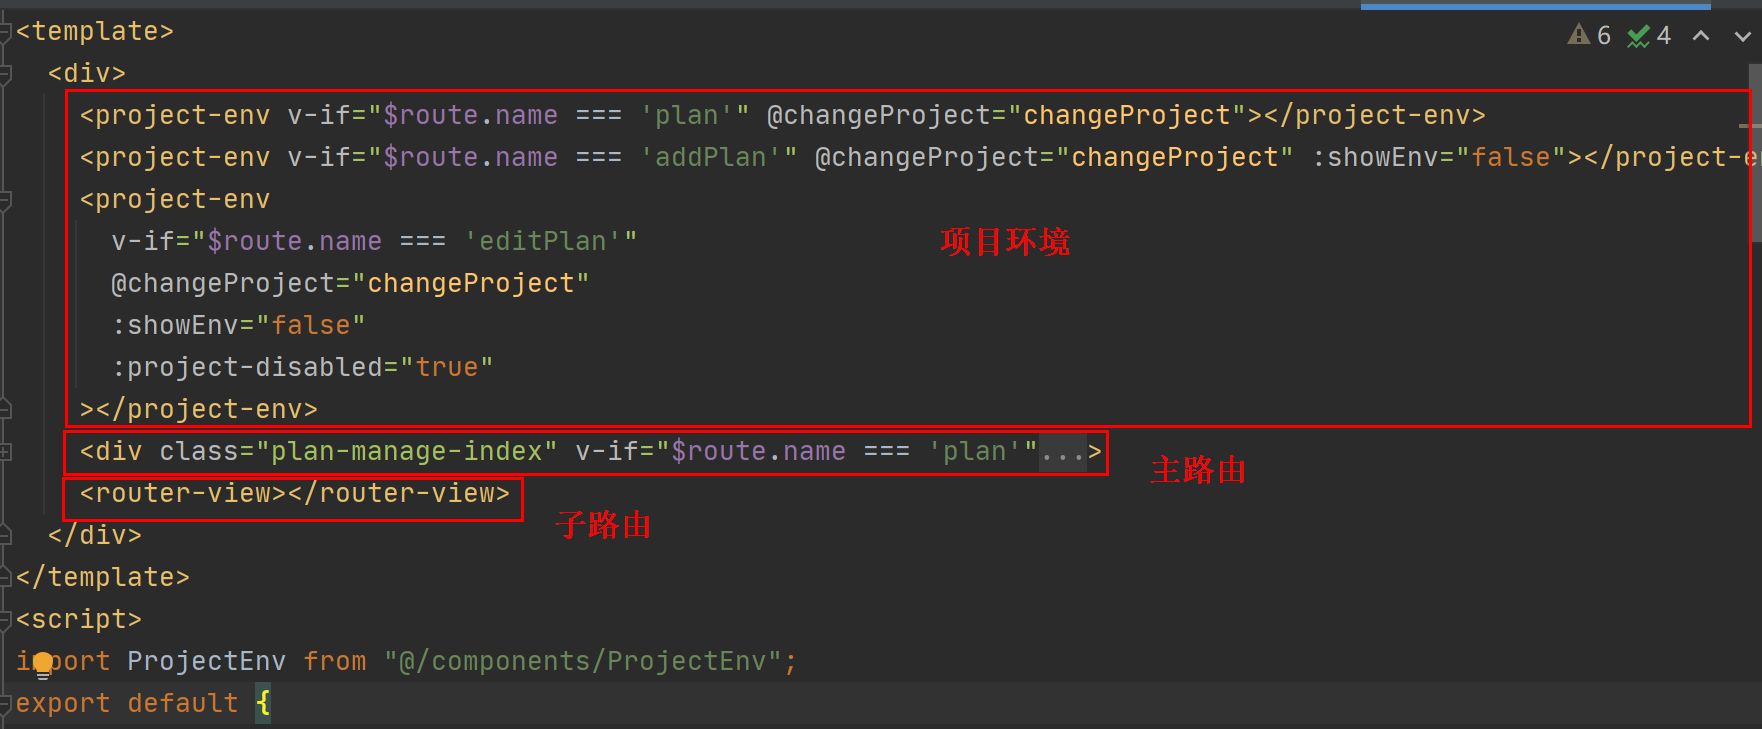 <template>
6 4
<div>
<project-env v-if="$route.name === 'plan'" @changeProject="changeProject"></project-env>
<project-env v-if="$route.name === 'addPlan'" @changeProject="changeProject" :showEnv="false"></project-en
<project-env
v-if="$route.name === 'editPlan'"
项目环境
@changeProject="changeProject"
:showEnv="false"
:project-disabled="true"
></project-env>
<div class="plan-manage-index" v-if="$route.name === 'plan'"...>
主路由
<router-view></router-view>
子路由
</div>
</template>
<script>
import ProjectEnv from "@/components/ProjectEnv";
export default {